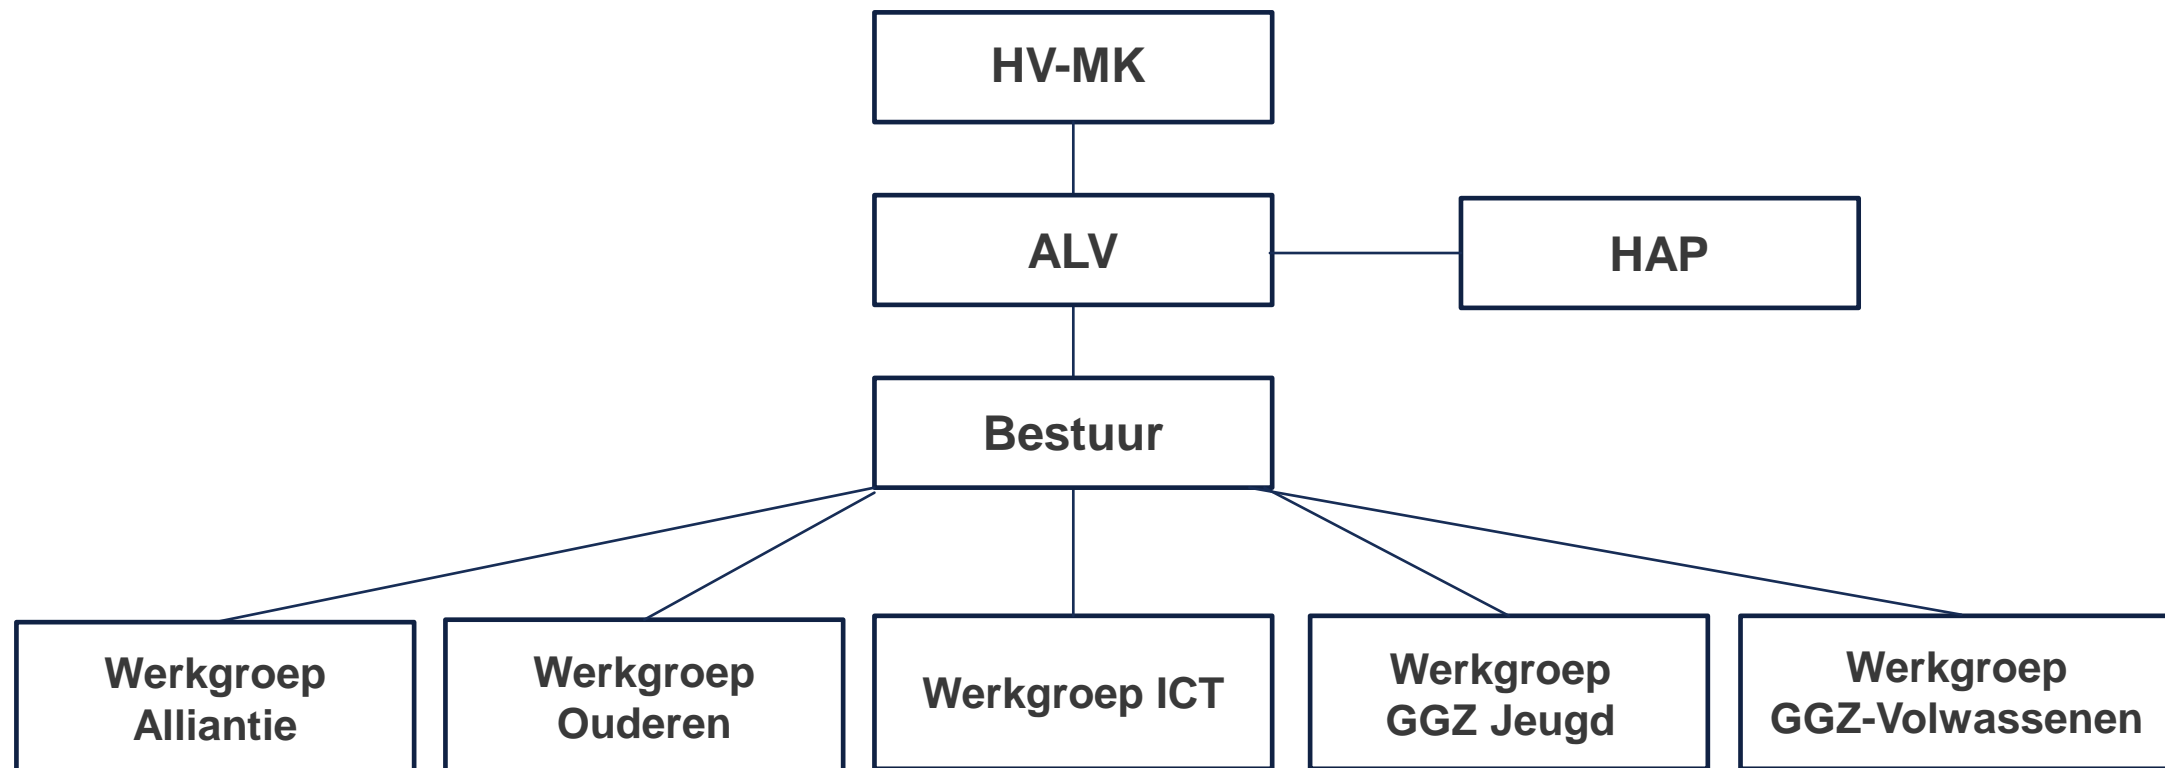 HV-MK
ALV
HAP
Bestuur
Werkgroep
Alliantie
Werkgroep
Ouderen
Werkgroep ICT
Werkgroep
GGZ Jeugd
Werkgroep
GGZ-Volwassenen